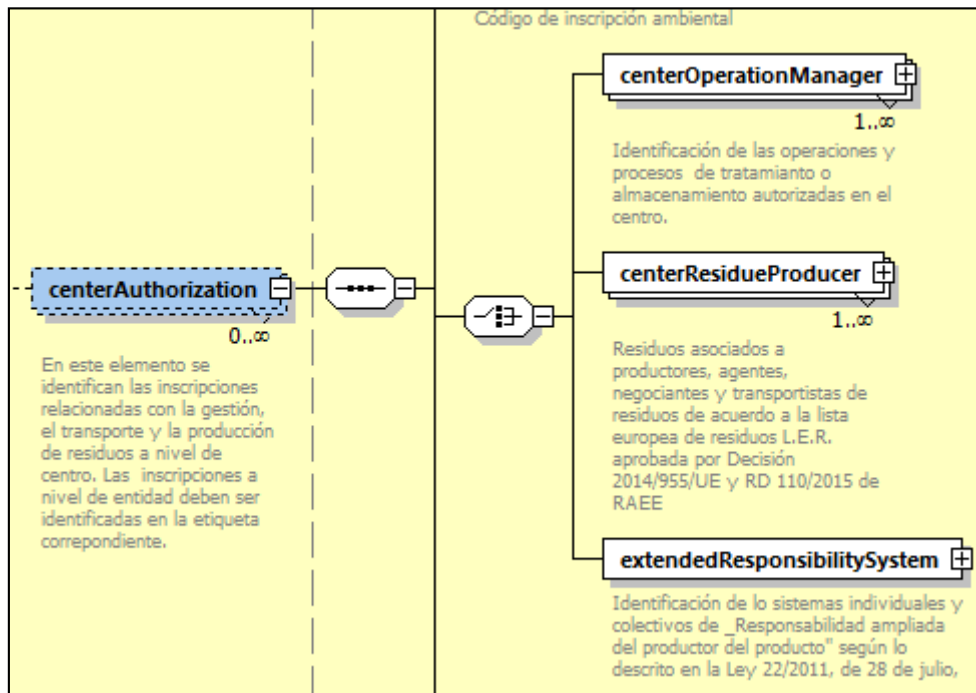 Código de inscripción ambiental
centerOperationManager
1..∞
Identificación de las operaciones y
procesos de tratamianto o
almacenamiento autorizadas en el
centro.
centerAuthorization
0..∞
En este elemento se
identifican las inscripciones
relacionadas con la gestión,
el transporte y la producción
de residuos a nivel de
centro. Las inscripciones a
nivel de entidad deben ser
identificadas en la etiqueta
correpondiente.
centerResidueProducer
1..∞
Residuos asociados a
productores, agentes,
negociantes y transportistas de
residuos de acuerdo a la lista
europea de residuos L.E.R.
aprobada por Decisión
2014/955/UE y RD 110/2015 de
RAEE
extendedResponsibilitySystem
Identificación de lo sistemas individuales y
colectivos de _Responsabilidad ampliada
del productor del producto" según lo
descrito en la Ley 22/2011, de 28 de julio,